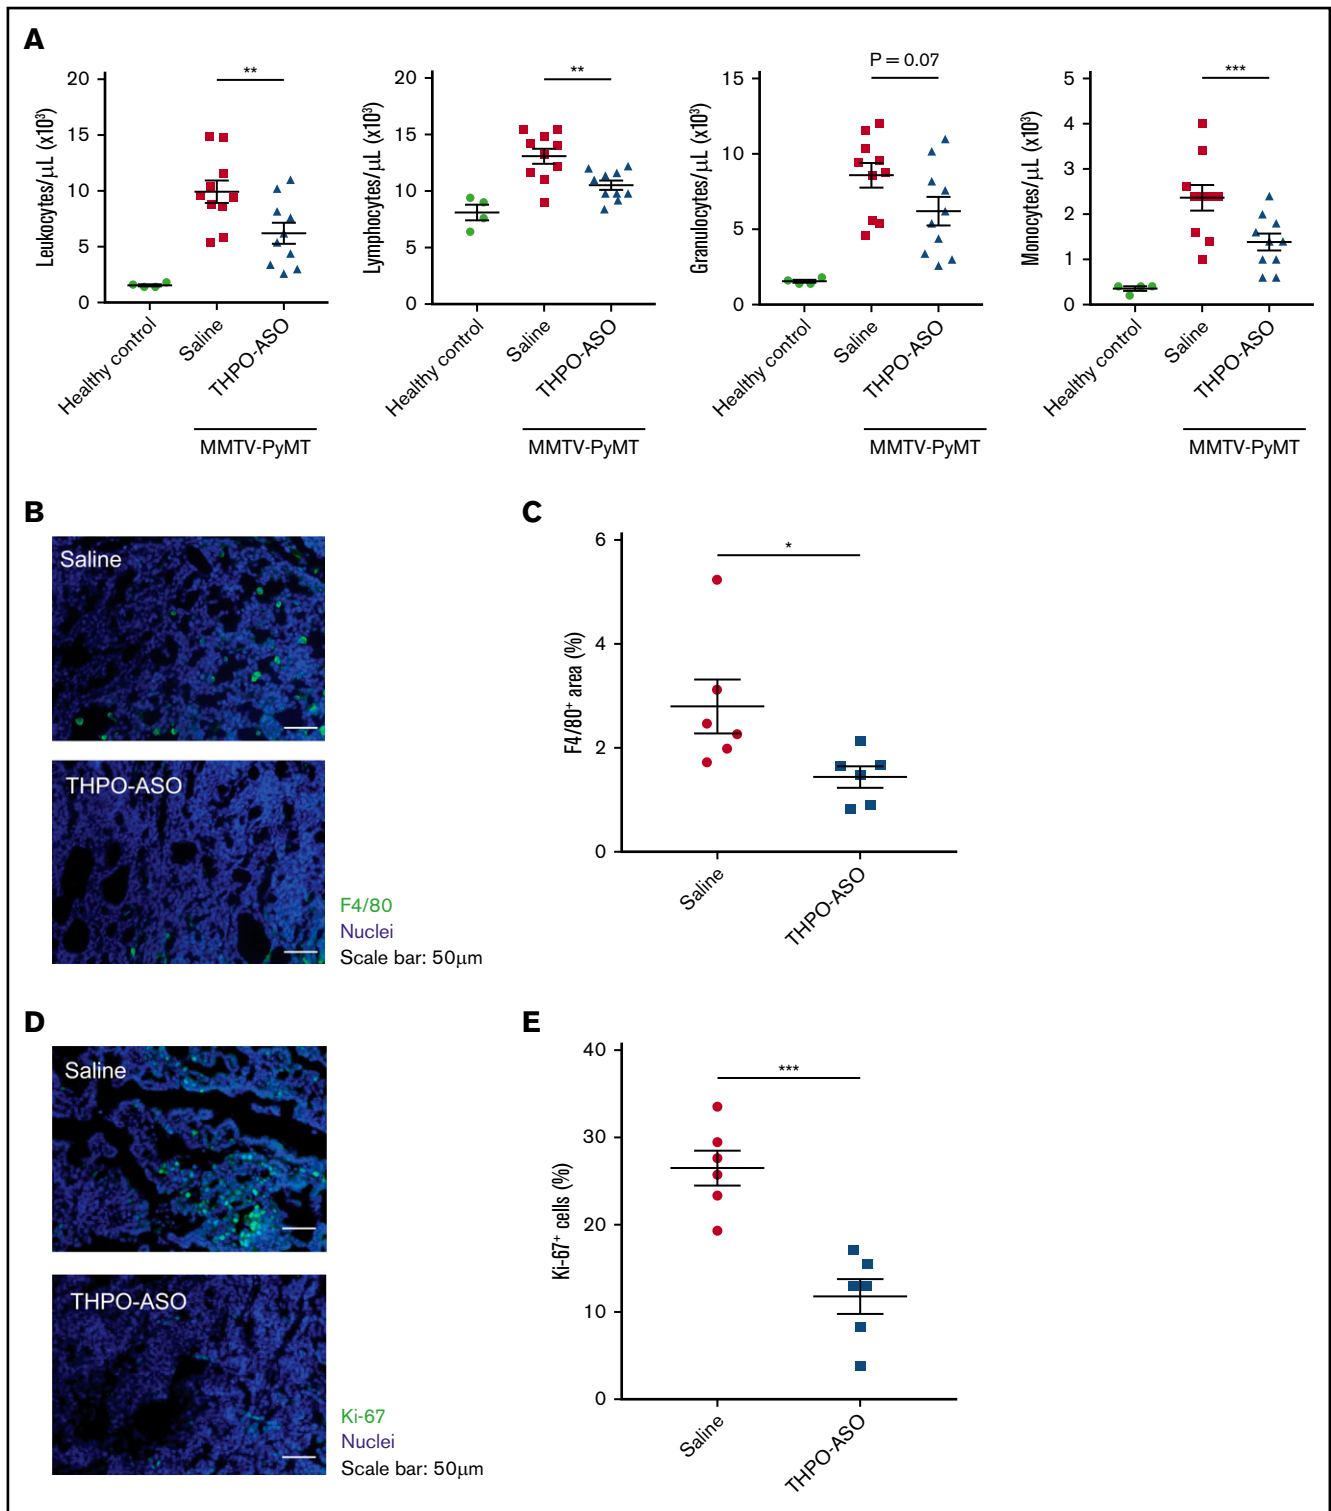 A
Leukocytes/μL (x10³)
20
15
10
5
0
**
Healthy control
Saline
THPO-ASO
MMTV-PyMT
Lymphocytes/μL (x10³)
20
15
10
5
0
**
Healthy control
Saline
THPO-ASO
MMTV-PyMT
Granulocytes/μL (x10³)
15
10
5
0
P = 0.07
Healthy control
Saline
THPO-ASO
MMTV-PyMT
Monocytes/μL (x10³)
5
4
3
2
1
0
***
Healthy control
Saline
THPO-ASO
MMTV-PyMT
B
Saline
THPO-ASO
F4/80
Nuclei
Scale bar: 50μm
C
F4/80⁺ area (%)
6
4
2
0
*
Saline
THPO-ASO
D
Saline
THPO-ASO
Ki-67
Nuclei
Scale bar: 50μm
E
Ki-67⁺ cells (%)
40
30
20
10
0
***
Saline
THPO-ASO